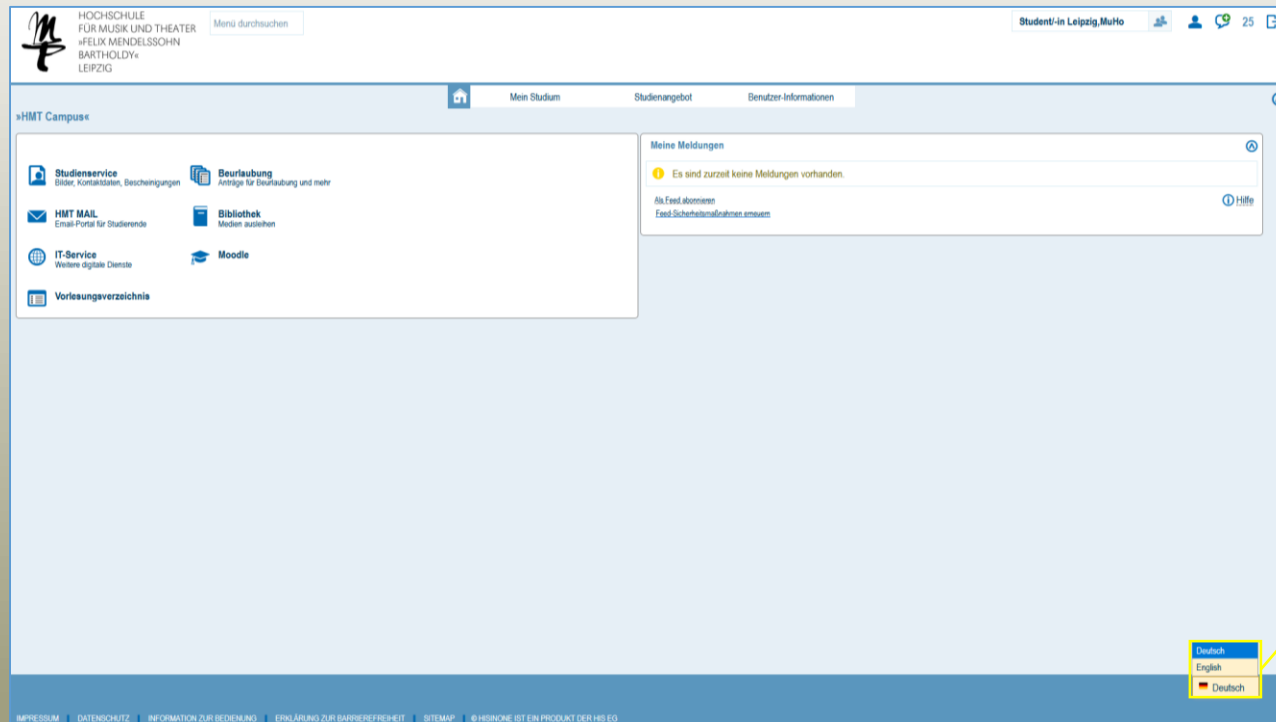 HOCHSCHULE
FÜR MUSIK UND THEATER
»FELIX MENDELSSOHN
BARTHOLDY«
LEIPZIG
Menü durchsuchen
Student/-in Leipzig,MuHo
25
Mein Studium
Studienangebot
Benutzer-Informationen
»HMT Campus«
Studienservice
Bilder, Kontaktdaten, Bescheinigungen
Beurlaubung
Anträge für Beurlaubung und mehr
HMT MAIL
Email-Portal für Studierende
Bibliothek
Medien ausleihen
IT-Service
Weitere digitale Dienste
Moodle
Vorlesungsverzeichnis
Meine Meldungen
Es sind zurzeit keine Meldungen vorhanden.
Als Feed abonnieren
Feed-Sicherheitsmaßnahmen erneuern
Hilfe
Deutsch
English
Deutsch
IMPRESSUM | DATENSCHUTZ | INFORMATION ZUR BEDIENUNG | ERKLÄRUNG ZUR BARRIEREFREIHEIT | SITEMAP | © HISINONE IST EIN PRODUKT DER HIS EG